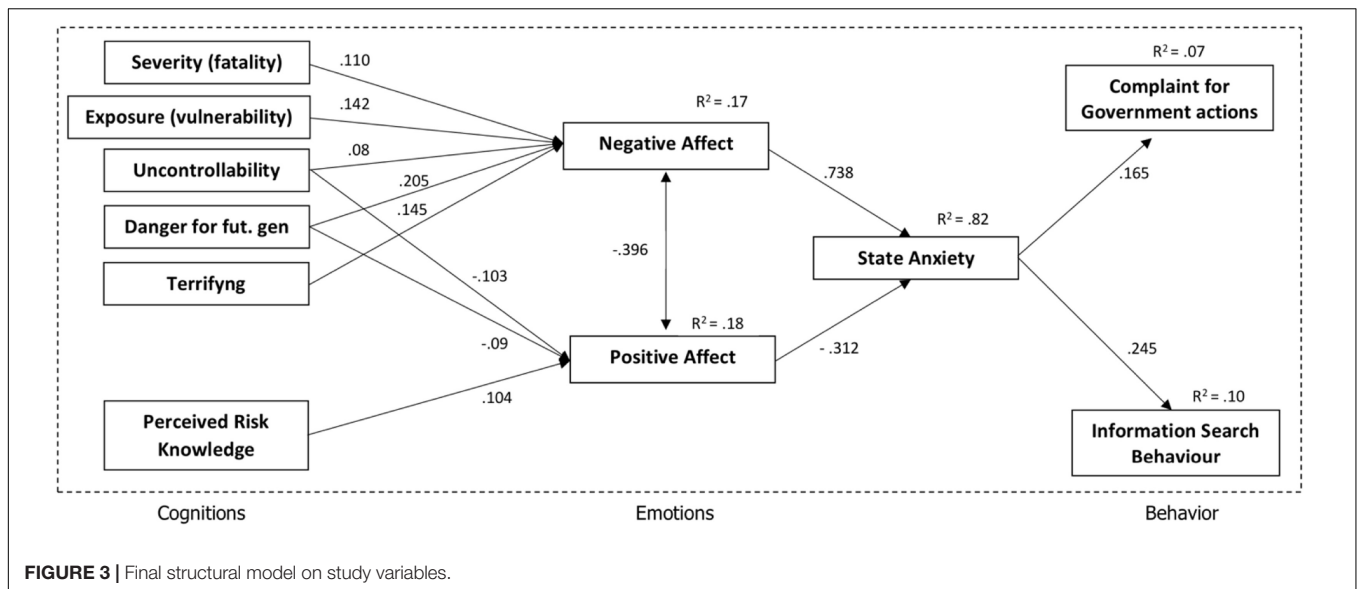 Severity (fatality)
Exposure (vulnerability)
Uncontrollability
Danger for fut. gen
Terrifyng
Perceived Risk
Knowledge
.110
.142
.08
.205
.145
-.103
-.09
.104
R² = .17
Negative Affect
-.396
R² = .18
Positive Affect
.738
- .312
R² = .82
State Anxiety
.165
.245
R² = .07
Complaint for
Government actions
R² = .10
Information Search
Behaviour
Cognitions
Emotions
Behavior
FIGURE 3 | Final structural model on study variables.